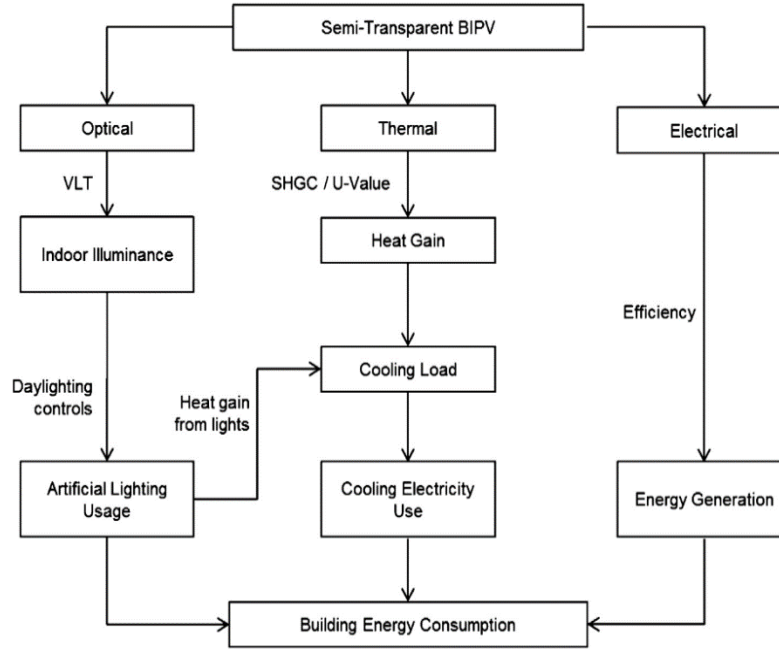 Semi-Transparent BIPV
Optical
Thermal
Electrical
VLT
SHGC / U-Value
Indoor Illuminance
Heat Gain
Efficiency
Cooling Load
Daylighting
controls
Heat gain
from lights
Artificial Lighting
Usage
Cooling Electricity
Use
Energy Generation
Building Energy Consumption